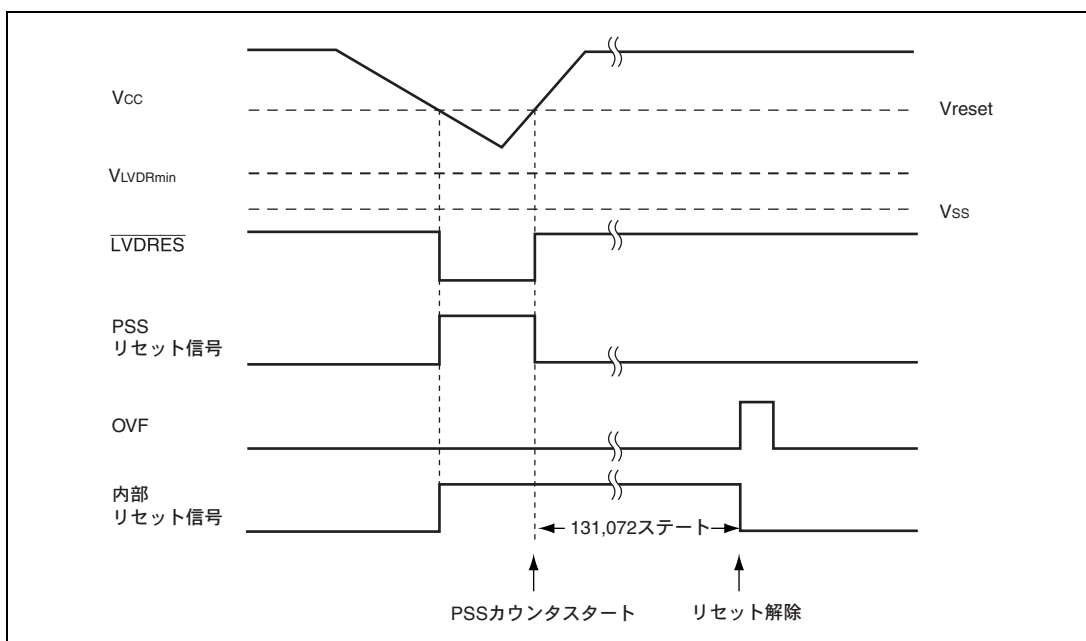 Vcc
Vreset
VLVDRmin
Vss
LVDRES
PSS
リセット信号
OVF
内部
リセット信号
131,072ステート
PSSカウンタスタート
リセット解除